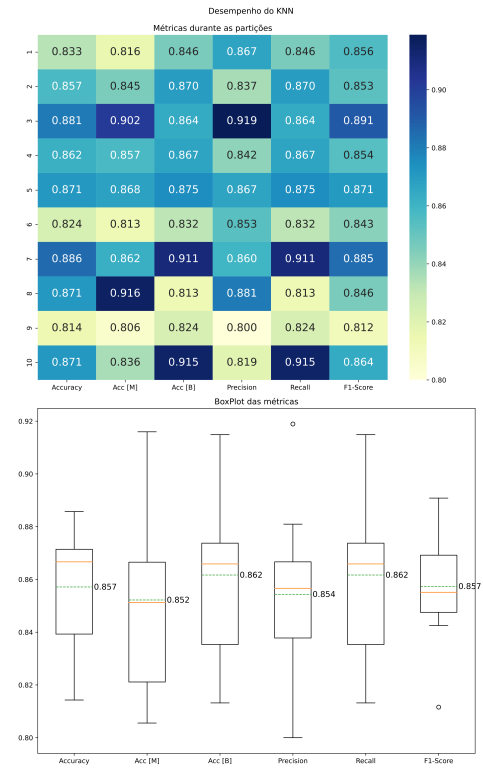 Desempenho do KNN
Métricas durante as partições
1 0.833 0.816 0.846 0.867 0.846 0.856
2 0.857 0.845 0.870 0.837 0.870 0.853
3 0.881 0.902 0.864 0.919 0.864 0.891
4 0.862 0.857 0.867 0.842 0.867 0.854
5 0.871 0.868 0.875 0.867 0.875 0.871
6 0.824 0.813 0.832 0.853 0.832 0.843
7 0.886 0.862 0.911 0.860 0.911 0.885
8 0.871 0.916 0.813 0.881 0.813 0.846
9 0.814 0.806 0.824 0.800 0.824 0.812
10 0.871 0.836 0.915 0.819 0.915 0.864
Accuracy Acc [M] Acc [B] Precision Recall F1-Score
0.90
0.88
0.86
0.84
0.82
0.80
BoxPlot das métricas
0.92
0.90
0.88
0.86
0.84
0.82
0.80
0.857 0.852 0.862 0.854 0.862 0.857
Accuracy Acc [M] Acc [B] Precision Recall F1-Score